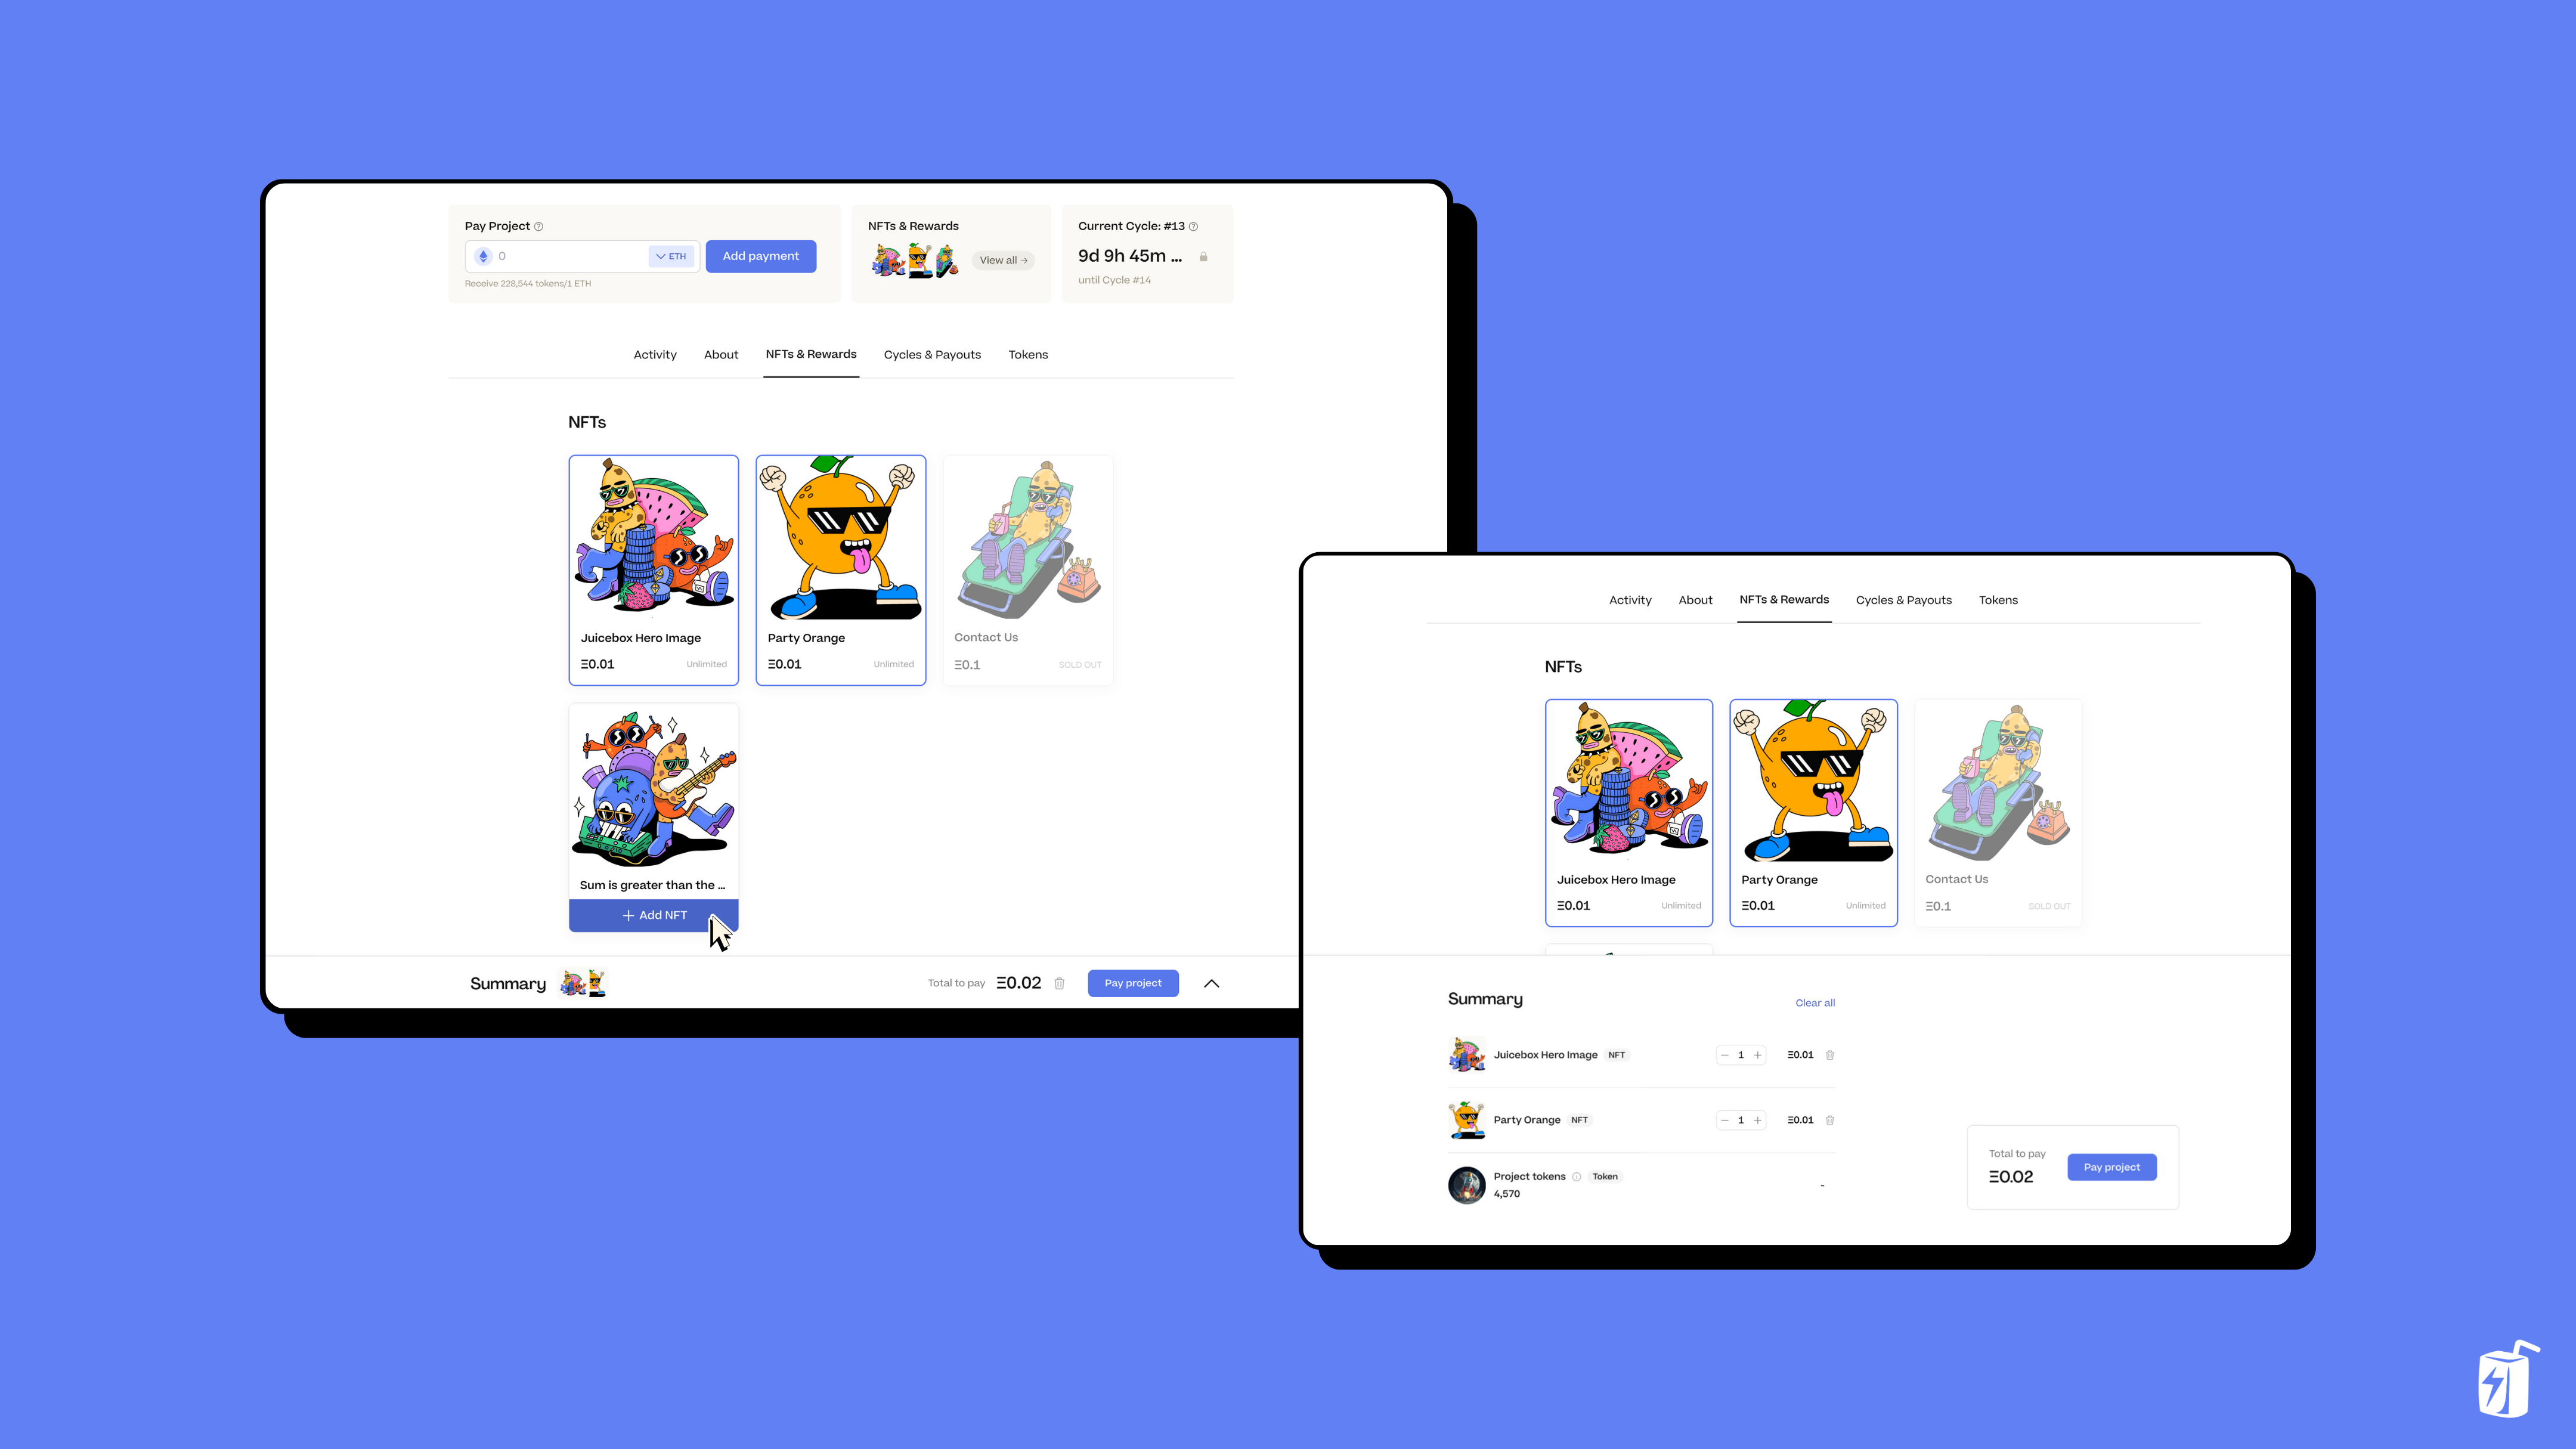 Pay Project
NFTs & Rewards
Current Cycle: #13
0
ETH
Add payment
View all →
9d 9h 45m ...
Receive 228,544 tokens/1 ETH
until Cycle #14
Activity
About
NFTs & Rewards
Cycles & Payouts
Tokens
NFTs
Juicebox Hero Image
Ξ0.01
Unlimited
Party Orange
Ξ0.01
Unlimited
Contact Us
Ξ0.1
SOLD OUT
Sum is greater than the ...
+ Add NFT
Summary
Total to pay
Ξ0.02
Pay project
Activity
About
NFTs & Rewards
Cycles & Payouts
Tokens
NFTs
Juicebox Hero Image
Ξ0.01
Unlimited
Party Orange
Ξ0.01
Unlimited
Contact Us
Ξ0.1
SOLD OUT
Summary
Clear all
Juicebox Hero Image
NFT
− 1 +
Ξ0.01
Party Orange
NFT
− 1 +
Ξ0.01
Project tokens
Token
4,570
-
Total to pay
Ξ0.02
Pay project